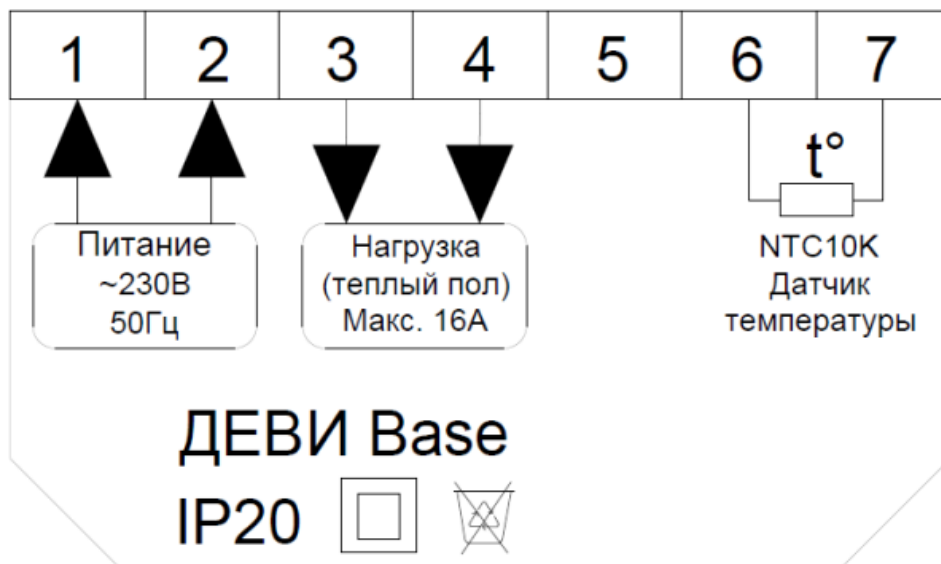 1 2 3 4 5 6 7
t°
Питание
~230В
50Гц
Нагрузка
(теплый пол)
Макс. 16А
NTC10K
Датчик
температуры
ДЕВИ Base
IP20